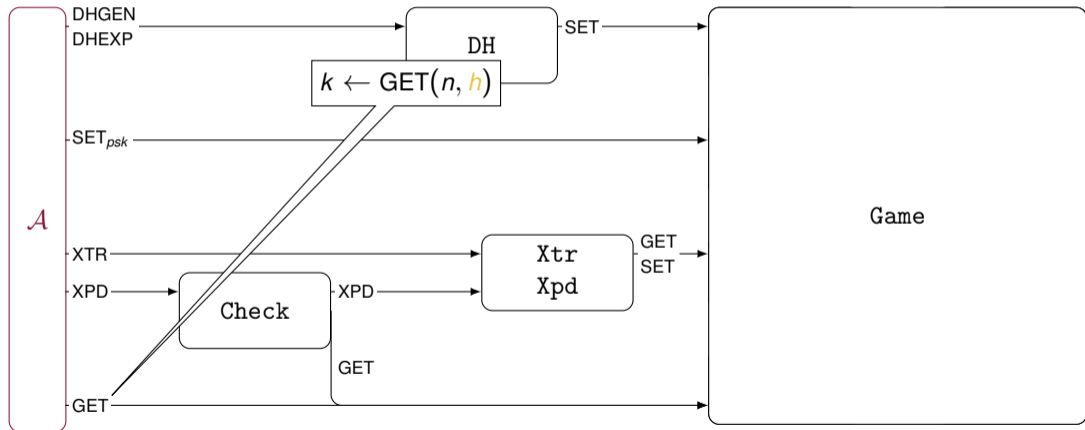 DHGEN
DHEXP
SET
DH
k ← GET(n, h)
SET_psk
𝒜
Game
XTR
Xtr
Xpd
GET
SET
XPD
Check
XPD
GET
GET